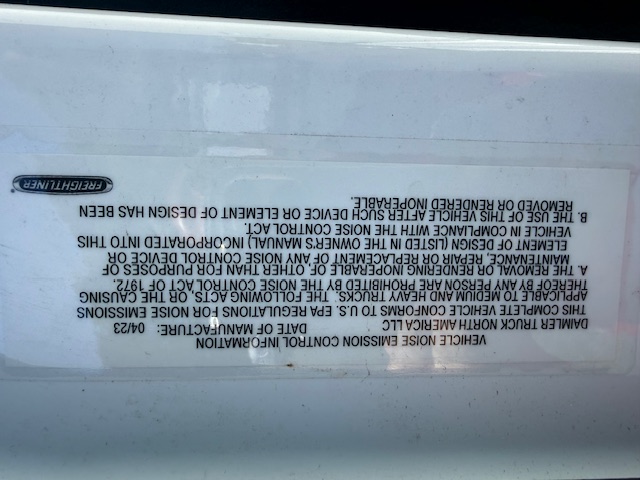 VEHICLE NOISE EMISSION CONTROL INFORMATION
DAIMLER TRUCK NORTH AMERICA LLC DATE OF MANUFACTURE: 04/23
THIS COMPLETE VEHICLE CONFORMS TO U.S. EPA REGULATIONS FOR NOISE EMISSIONS
APPLICABLE TO MEDIUM AND HEAVY TRUCKS. THE FOLLOWING ACTS, OR THE CAUSING
THEREOF BY ANY PERSON ARE PROHIBITED BY THE NOISE CONTROL ACT OF 1972.
A. THE REMOVAL OR RENDERING INOPERABLE, OTHER THAN FOR PURPOSES OF
MAINTENANCE, REPAIR, OR REPLACEMENT OF ANY NOISE CONTROL DEVICE OR
ELEMENT OF DESIGN (LISTED IN THE OWNER'S MANUAL) INCORPORATED INTO THIS
VEHICLE IN COMPLIANCE WITH THE NOISE CONTROL ACT.
B. THE USE OF THIS VEHICLE AFTER SUCH DEVICE OR ELEMENT OF DESIGN HAS BEEN
REMOVED OR RENDERED INOPERABLE.
FREIGHTLINER